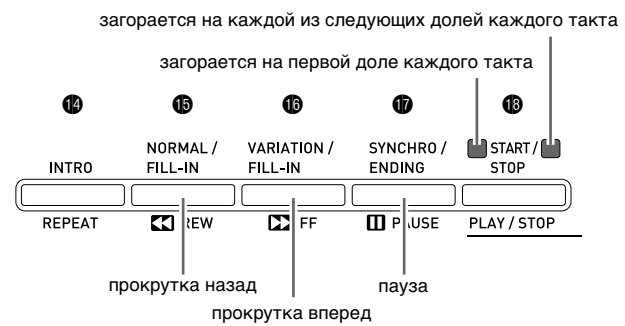 загорается на каждой из следующих долей каждого такта
загорается на первой доле каждого такта
⓮ ⓯ ⓰ ⓱ ⓲
INTRO
NORMAL /
FILL-IN
VARIATION /
FILL-IN
SYNCHRO /
ENDING
START /
STOP
REPEAT
REW
FF
PAUSE
PLAY / STOP
прокрутка назад
пауза
прокрутка вперед